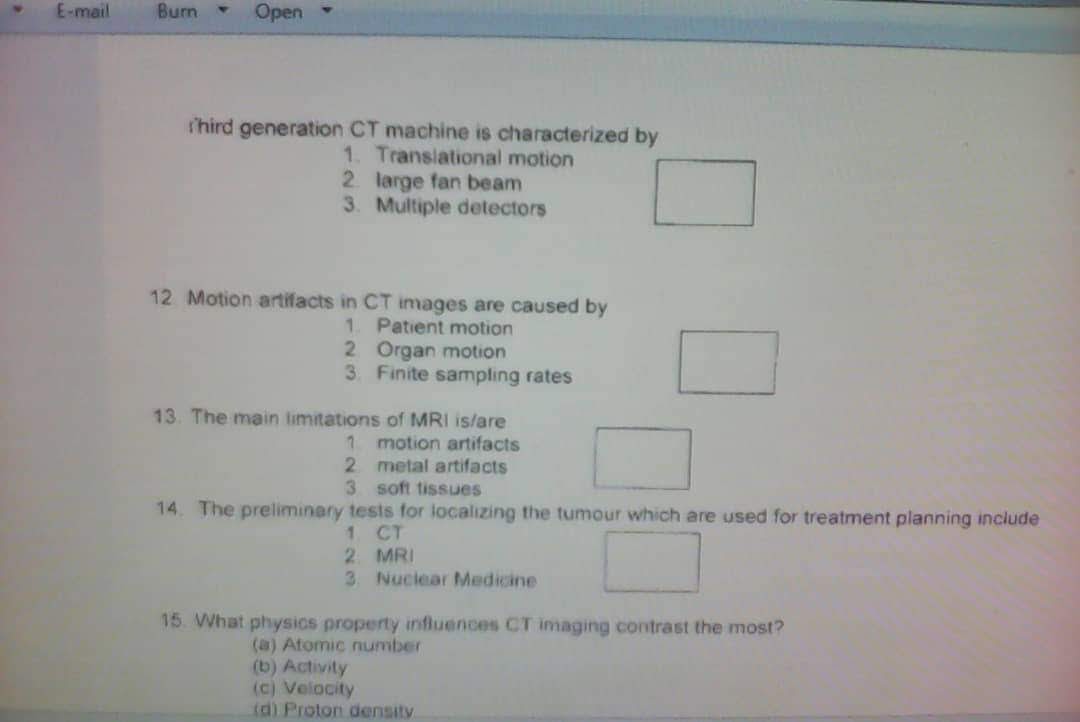 E-mail Burn Open
Third generation CT machine is characterized by
1. Translational motion
2. large fan beam
3. Multiple detectors
12. Motion artifacts in CT images are caused by
1. Patient motion
2. Organ motion
3. Finite sampling rates
13. The main limitations of MRI is/are
1. motion artifacts
2. metal artifacts
3. soft tissues
14. The preliminary tests for localizing the tumour which are used for treatment planning include
1. CT
2. MRI
3. Nuclear Medicine
15. What physics property influences CT imaging contrast the most?
(a) Atomic number
(b) Activity
(c) Velocity
(d) Proton density